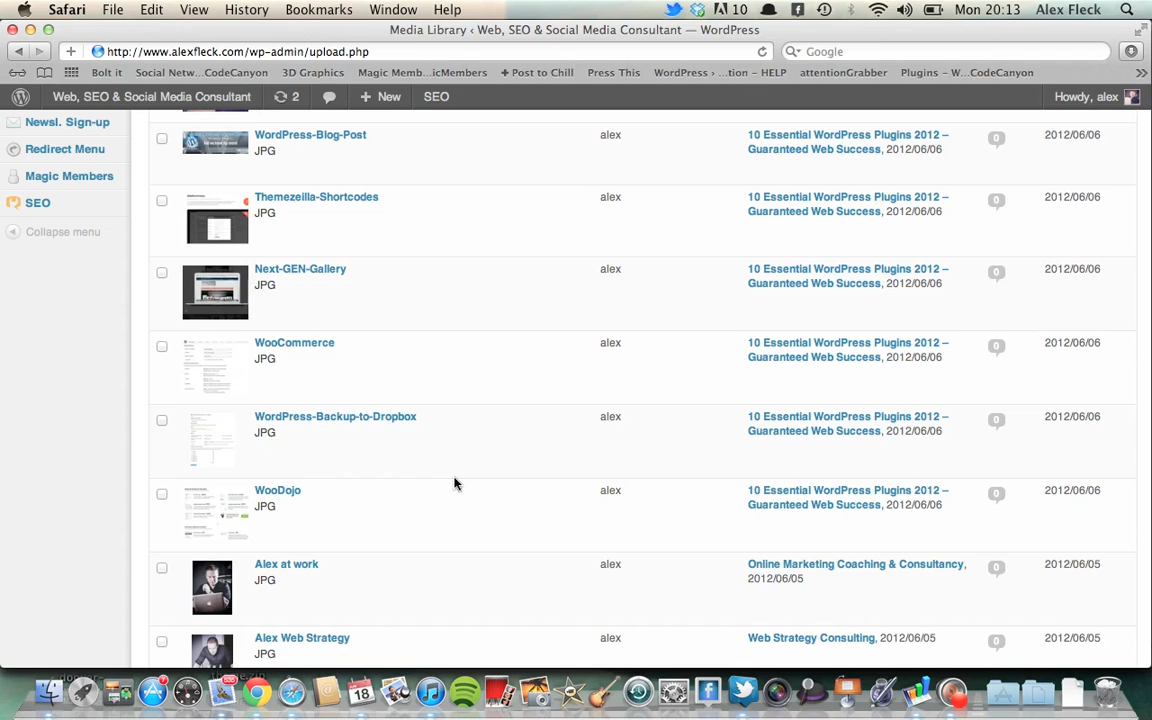 Safari File Edit View History Bookmarks Window Help 10 Mon 20:13 Alex Fleck
Media Library ‹ Web, SEO & Social Media Consultant — WordPress
http://www.alexfleck.com/wp-admin/upload.php
Google
Bolt it Social Netw...CodeCanyon 3D Graphics Magic Memb...icMembers +Post to Chill Press This WordPress › ...tion – HELP attentionGrabber Plugins – W...CodeCanyon
Web, SEO & Social Media Consultant 2 + New SEO Howdy, alex
Newsl. Sign-up
Redirect Menu
Magic Members
SEO
Collapse menu
WordPress-Blog-Post alex 10 Essential WordPress Plugins 2012 – 0 2012/06/06
JPG Guaranteed Web Success, 2012/06/06
Themezilla-Shortcodes alex 10 Essential WordPress Plugins 2012 – 0 2012/06/06
JPG Guaranteed Web Success, 2012/06/06
Next-GEN-Gallery alex 10 Essential WordPress Plugins 2012 – 0 2012/06/06
JPG Guaranteed Web Success, 2012/06/06
WooCommerce alex 10 Essential WordPress Plugins 2012 – 0 2012/06/06
JPG Guaranteed Web Success, 2012/06/06
WordPress-Backup-to-Dropbox alex 10 Essential WordPress Plugins 2012 – 0 2012/06/06
JPG Guaranteed Web Success, 2012/06/06
WooDojo alex 10 Essential WordPress Plugins 2012 – 0 2012/06/06
JPG Guaranteed Web Success, 2012/06/06
Alex at work alex Online Marketing Coaching & Consultancy, 0 2012/06/05
JPG 2012/06/05
Alex Web Strategy alex Web Strategy Consulting, 2012/06/05 0 2012/06/05
JPG
18